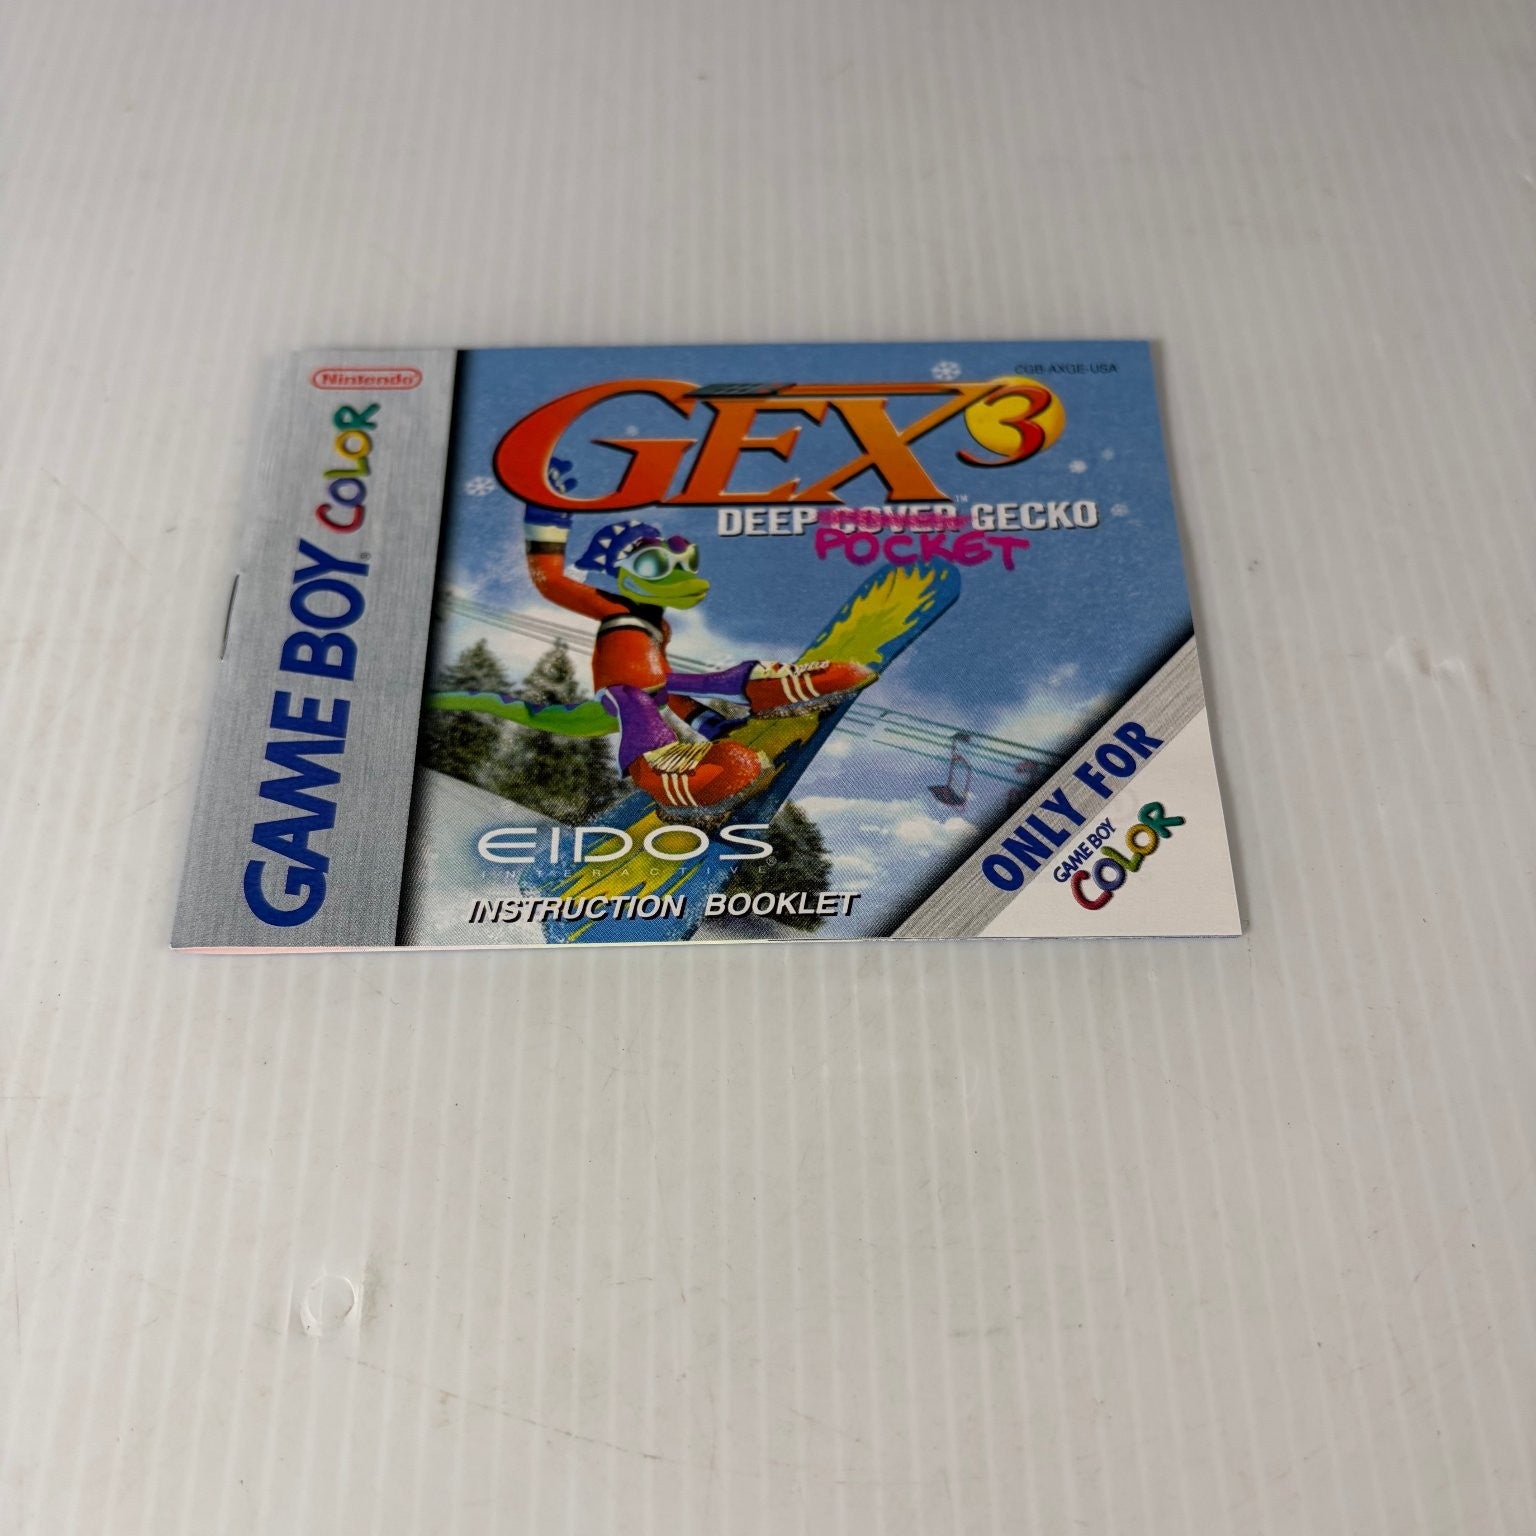 Nintendo
GAME BOY COLOR
CGB-AXGE-USA
GEX 3
DEEP COVER GECKO
POCKET
EIDOS
INTERACTIVE
INSTRUCTION BOOKLET
ONLY FOR
GAME BOY
COLOR